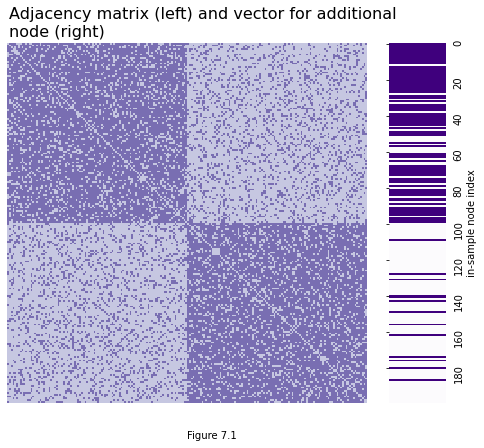 Adjacency matrix (left) and vector for additional
node (right)
0
20
40
60
80
100
120
140
160
180
in-sample node index
Figure 7.1